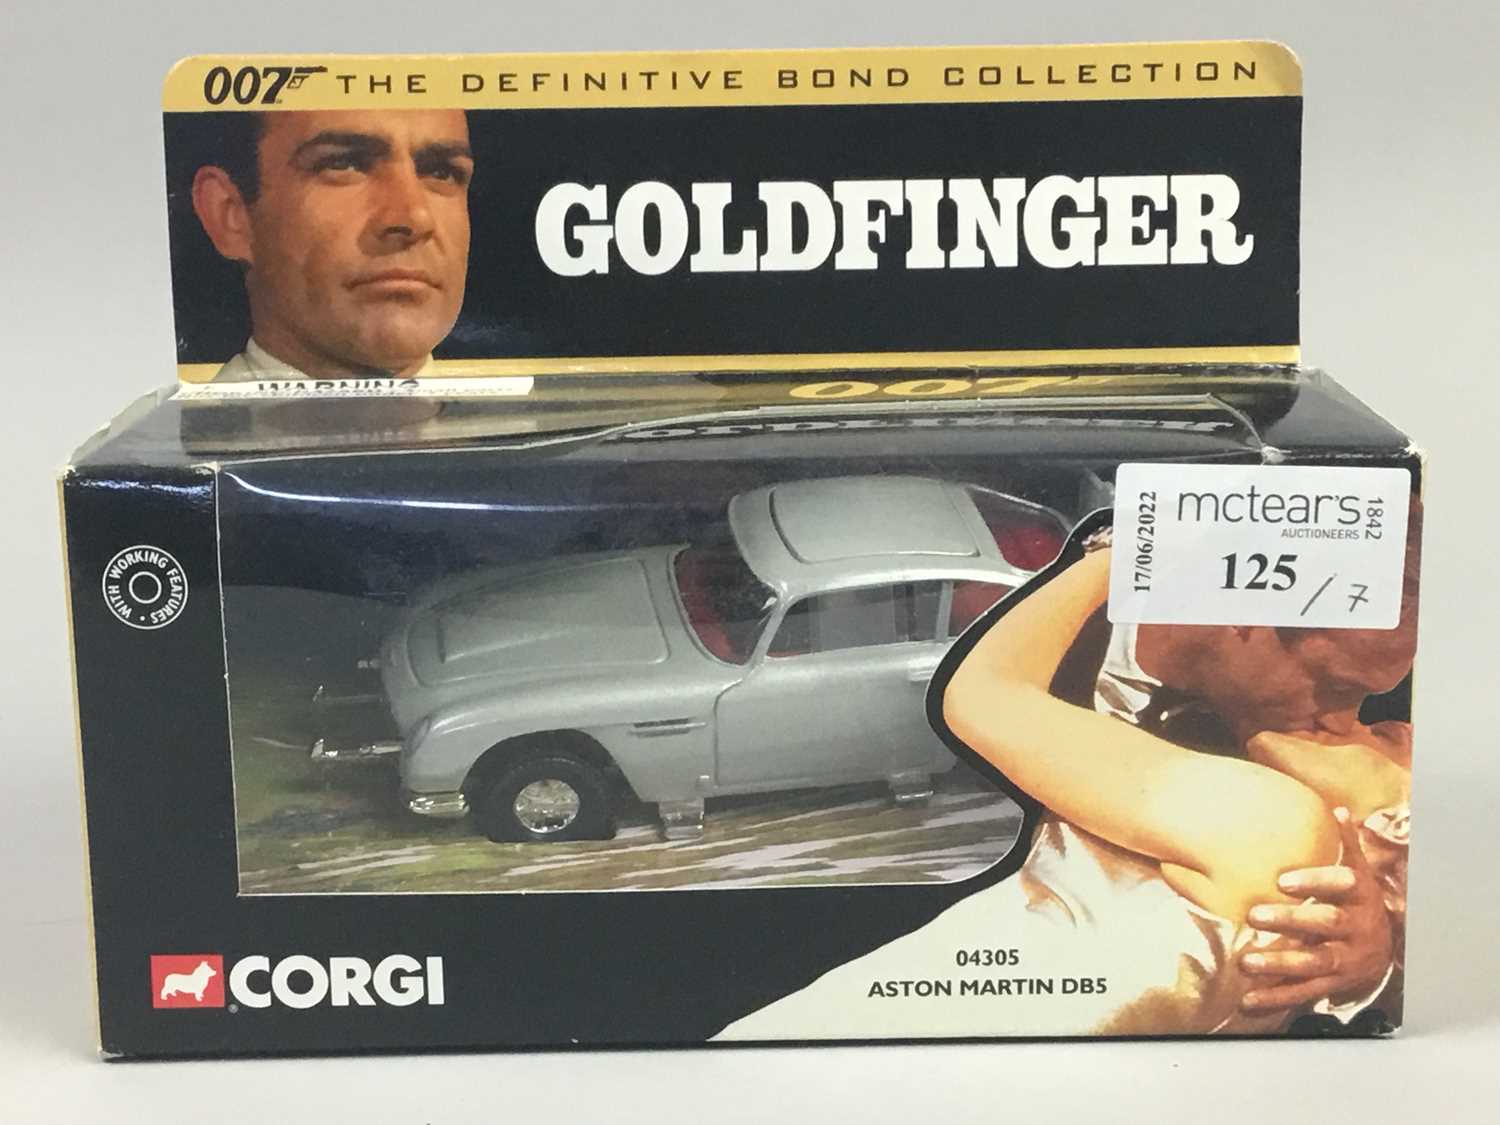 007 THE DEFINITIVE BOND COLLECTION
GOLDFINGER
WARNING
007
GOLDFINGER
WITH WORKING FEATURES
17/06/2022
mctear's
1842
AUCTIONEERS
125 / 7
CORGI
04305
ASTON MARTIN DB5